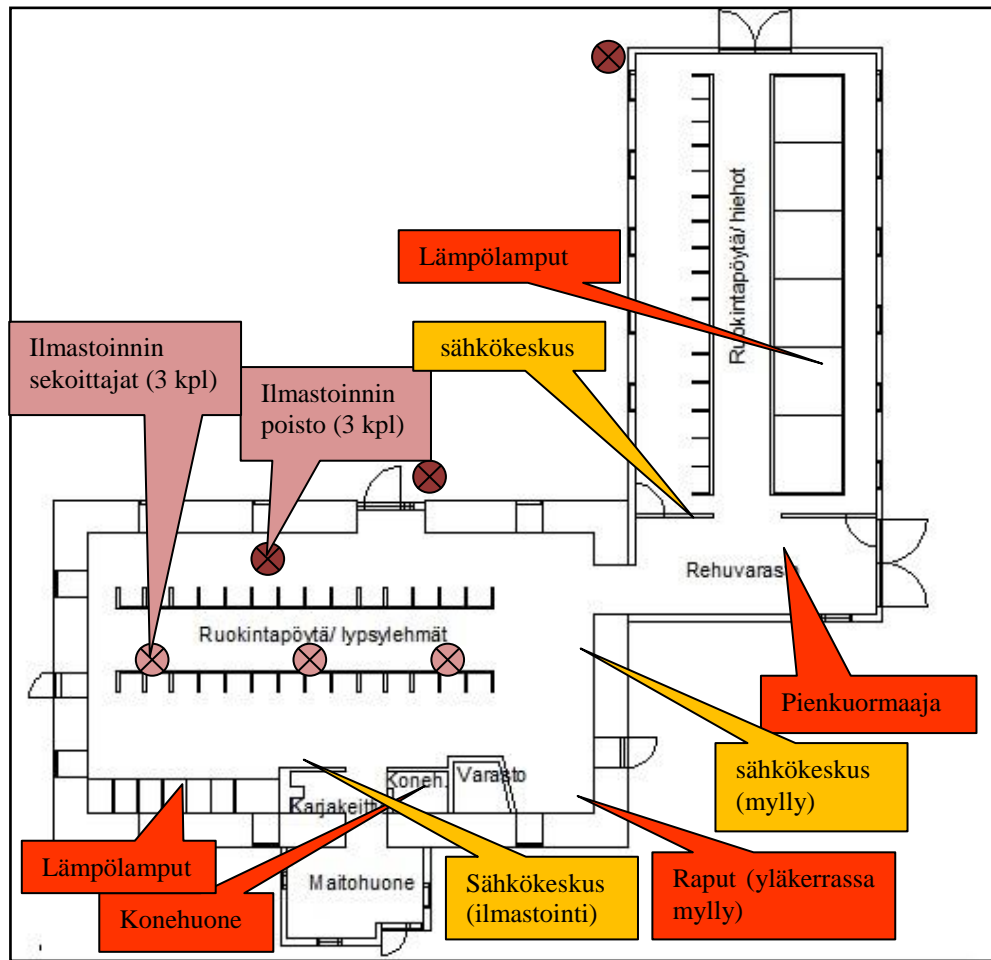 Ruokintapöytä/ hiehot
Lämpölamput
sähkökeskus
Ilmastoinnin
sekoittajat (3 kpl)
Ilmastoinnin
poisto (3 kpl)
Rehuvarasto
Ruokintapöytä/ lypsylehmät
Pienkuormaaja
sähkökeskus
(mylly)
Koneh.
Varasto
Karjakeitt
Lämpölamput
Maitohuone
Konehuone
Sähkökeskus
(ilmastointi)
Raput (yläkerrassa
mylly)